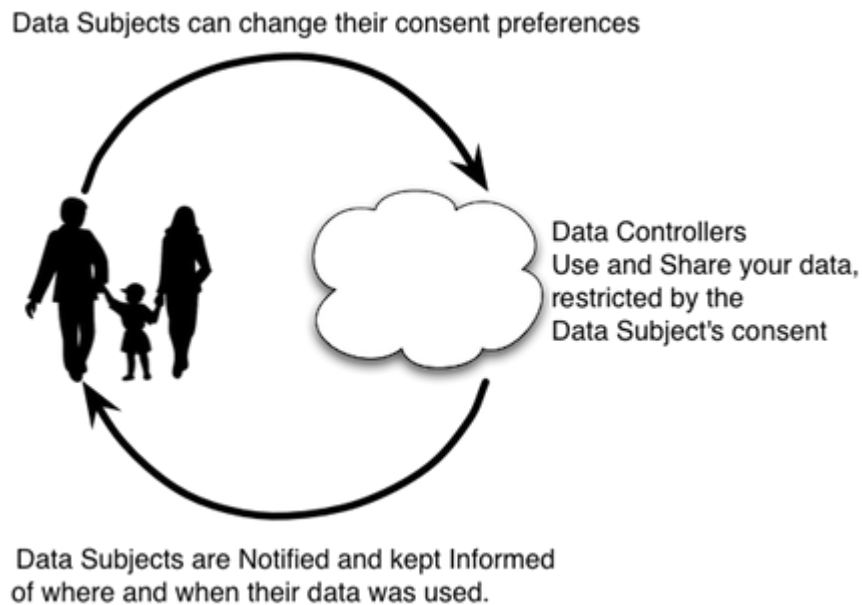 Data Subjects can change their consent preferences
Data Controllers
Use and Share your data,
restricted by the
Data Subject's consent
Data Subjects are Notified and kept Informed
of where and when their data was used.